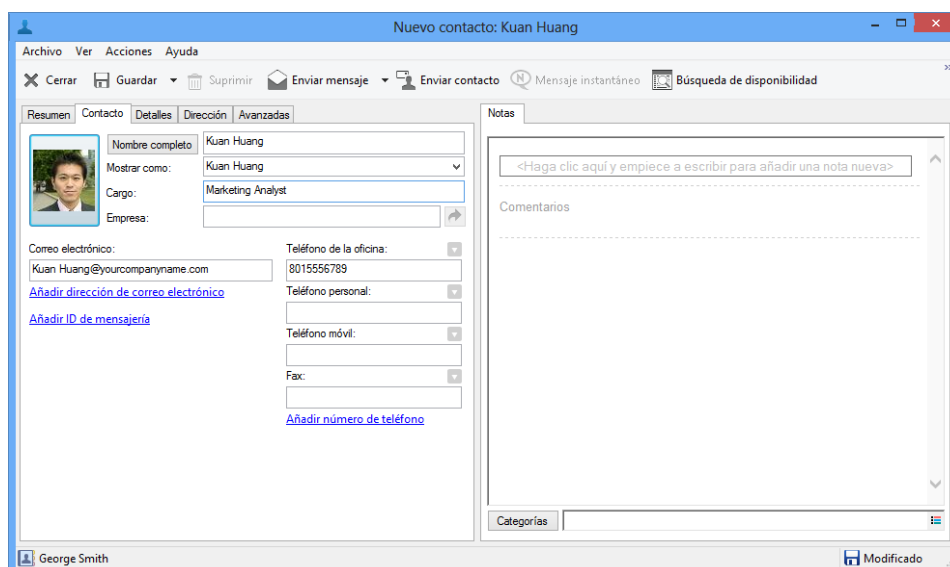 Nuevo contacto: Kuan Huang
Archivo Ver Acciones Ayuda
Cerrar Guardar Suprimir Enviar mensaje Enviar contacto Mensaje instantáneo Búsqueda de disponibilidad
Resumen Contacto Detalles Dirección Avanzadas
Nombre completo Kuan Huang
Mostrar como: Kuan Huang
Cargo: Marketing Analyst
Empresa:
Correo electrónico:
Kuan Huang@yourcompanyname.com
Añadir dirección de correo electrónico
Añadir ID de mensajería
Teléfono de la oficina:
8015556789
Teléfono personal:
Teléfono móvil:
Fax:
Añadir número de teléfono
Notas
<Haga clic aquí y empiece a escribir para añadir una nota nueva>
Comentarios
Categorías
George Smith Modificado